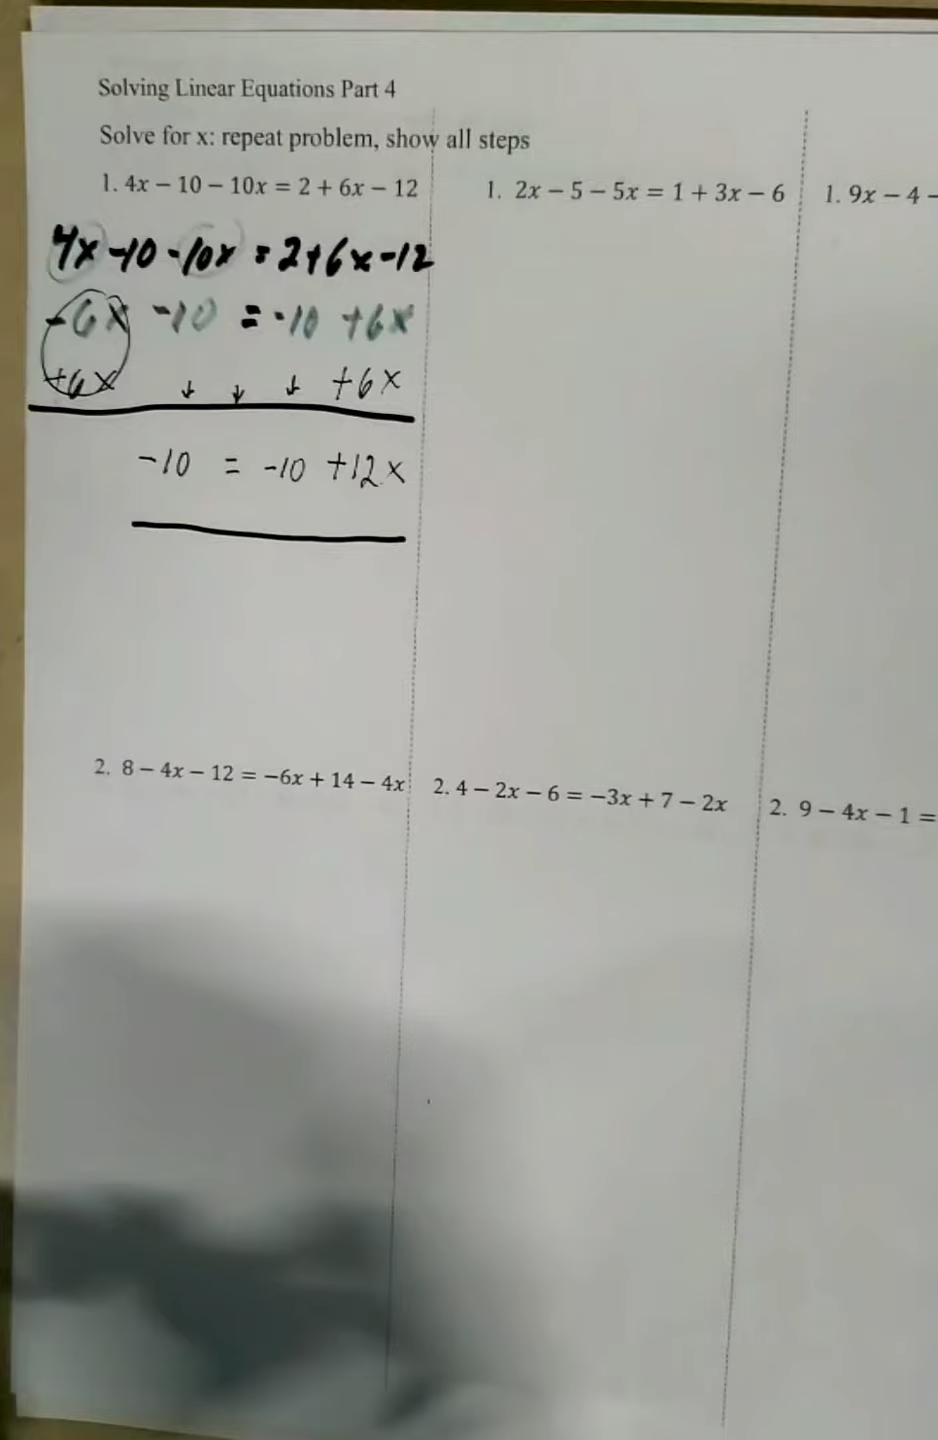 Solving Linear Equations Part 4
Solve for x: repeat problem, show all steps
1. 4x − 10 − 10x = 2 + 6x − 12
1. 2x − 5 − 5x = 1 + 3x − 6
1. 9x − 4 −
4x -10 -10x = 2+6x -12
-6x -10 = -10 +6x
+6x ↓ ↓ ↓ +6x
-10 = -10 +12x
2. 8 − 4x − 12 = −6x + 14 − 4x
2. 4 − 2x − 6 = −3x + 7 − 2x
2. 9 − 4x − 1 =